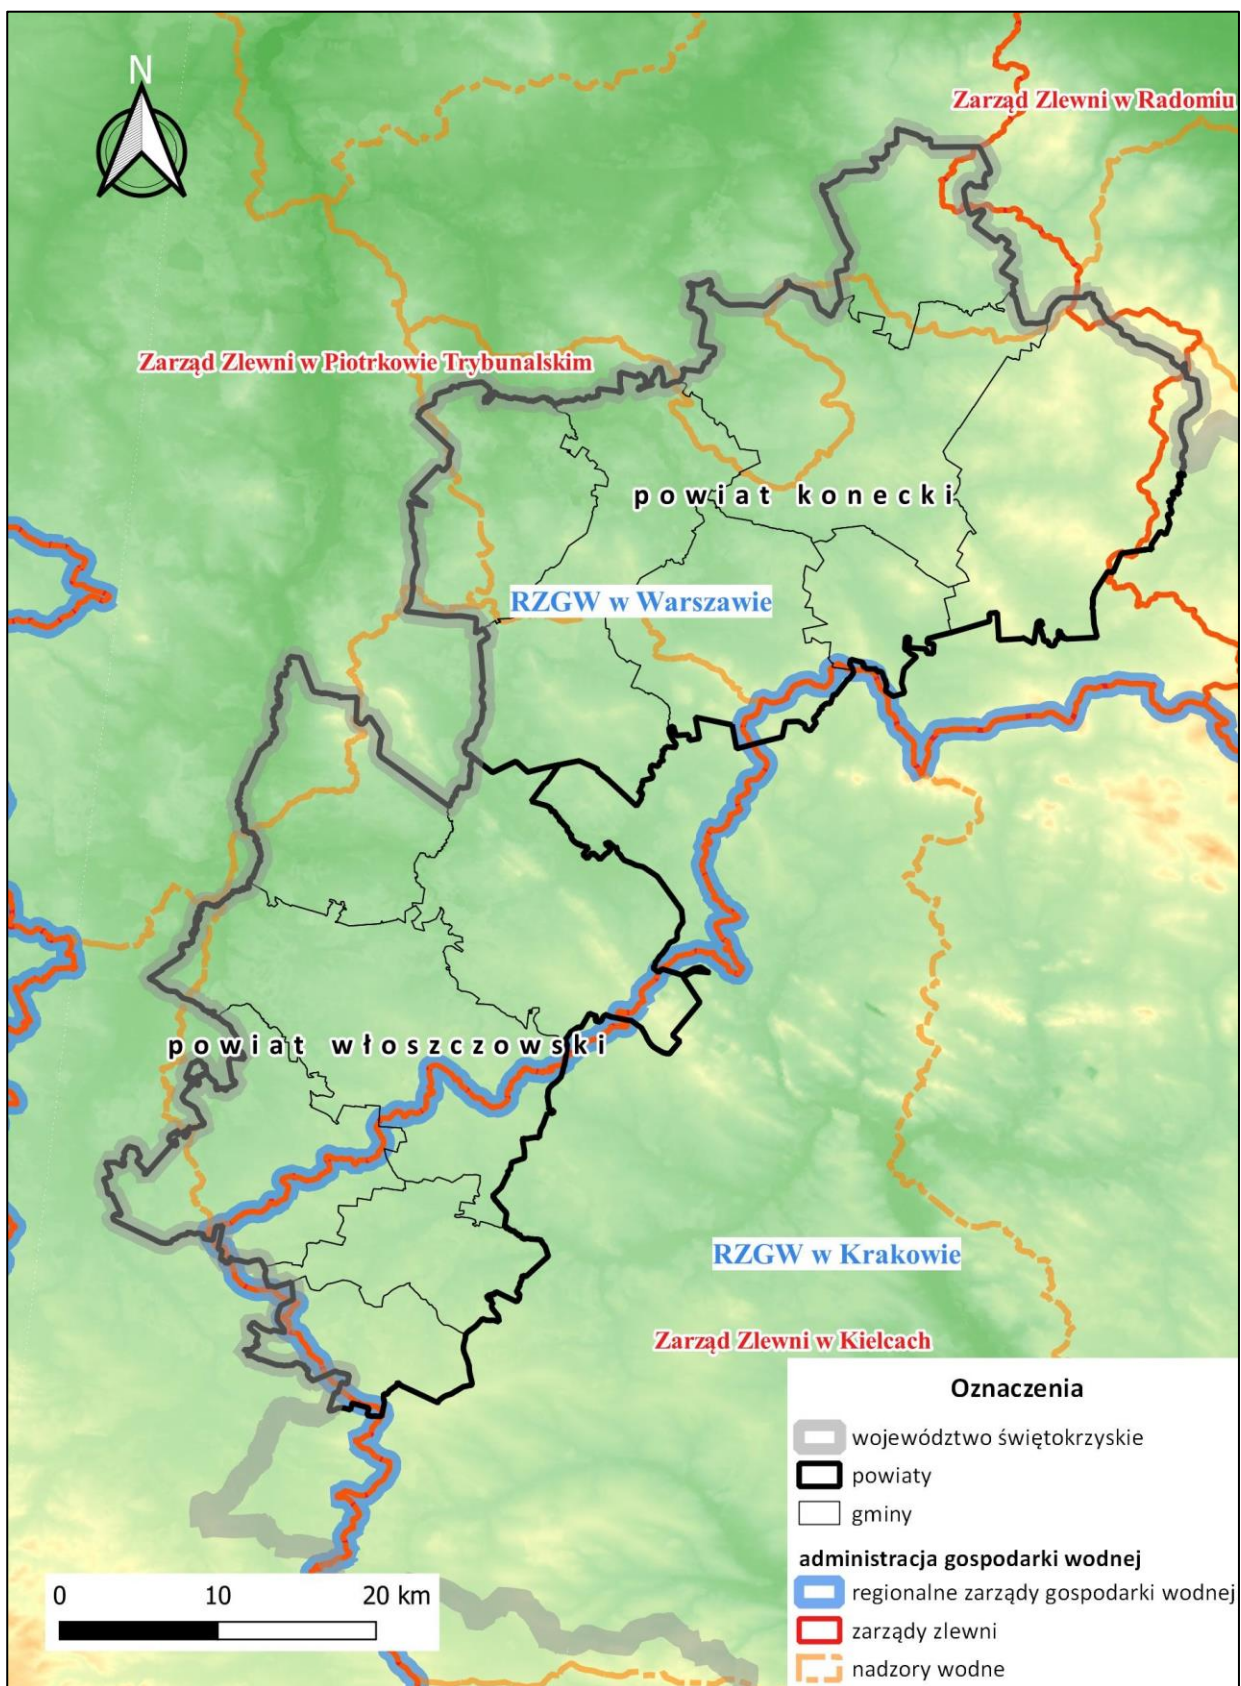 N
Zarząd Zlewni w Radomiu
Zarząd Zlewni w Piotrkowie Trybunalskim
powiat konecki
RZGW w Warszawie
powiat włoszczowski
RZGW w Krakowie
Zarząd Zlewni w Kielcach
Oznaczenia
województwo świętokrzyskie
powiaty
gminy
administracja gospodarki wodnej
regionalne zarządy gospodarki wodnej
zarządy zlewni
nadzory wodne
0 10 20 km